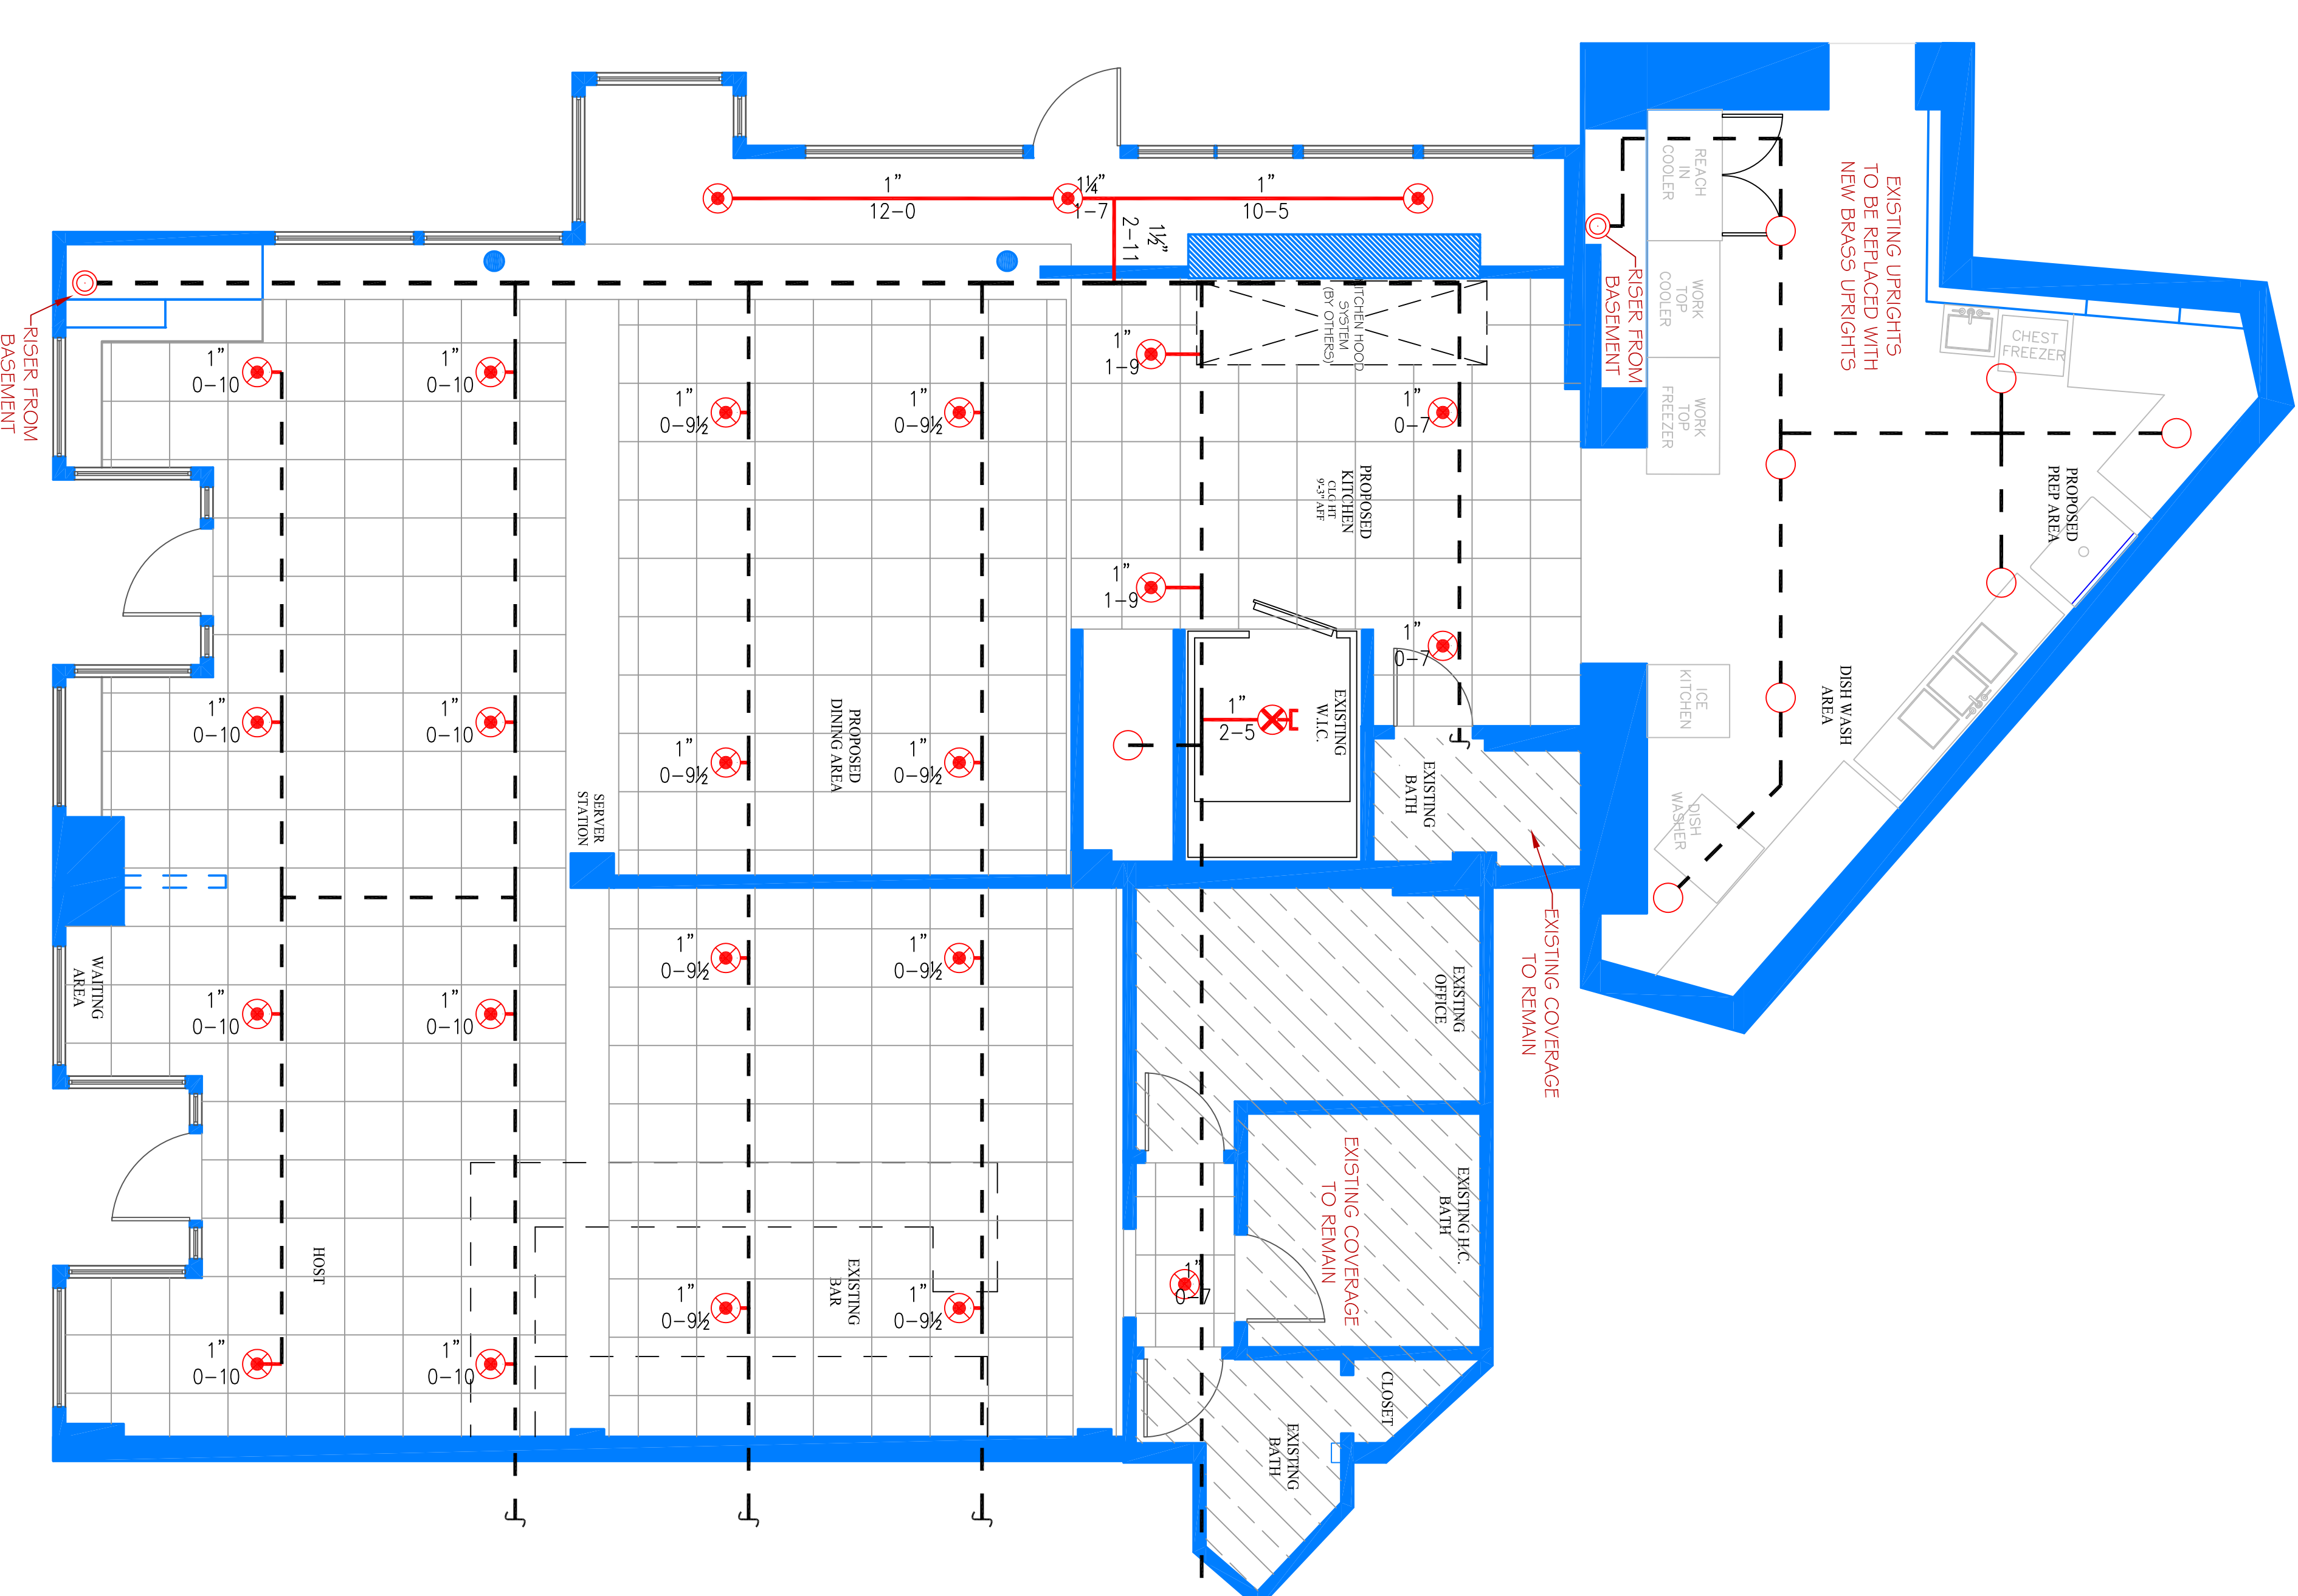 1"
12-0
1¼"
1-7
1"
10-5
1½"
2-11
REACH
IN
COOLER
WORK
TOP
COOLER
WORK
TOP
FREEZER
EXISTING UPRIGHTS
TO BE REPLACED WITH
NEW BRASS UPRIGHTS
RISER FROM
BASEMENT
CHEST
FREEZER
PROPOSED
PREP AREA
DISH WASH
AREA
ICE
KITCHEN
DISH
WASHER
KITCHEN HOOD
SYSTEM
(BY OTHERS)
PROPOSED
KITCHEN
CLG HT
9'-3" AFF
1"
1-9
1"
0-7
1"
1-9
1"
0-7
1"
2-5
EXISTING
W.I.C.
EXISTING
BATH
EXISTING COVERAGE
TO REMAIN
RISER FROM
BASEMENT
1"
0-10
1"
0-10
1"
0-9½
1"
0-9½
1"
0-10
1"
0-10
1"
0-9½
1"
0-9½
PROPOSED
DINING AREA
SERVER
STATION
WAITING
AREA
1"
0-10
1"
0-10
1"
0-9½
1"
0-9½
EXISTING
OFFICE
EXISTING COVERAGE
TO REMAIN
EXISTING H.C.
BATH
HOST
EXISTING
BAR
1"
0-10
1"
0-10
1"
0-9½
1"
0-9½
1"
0-7
CLOSET
EXISTING
BATH